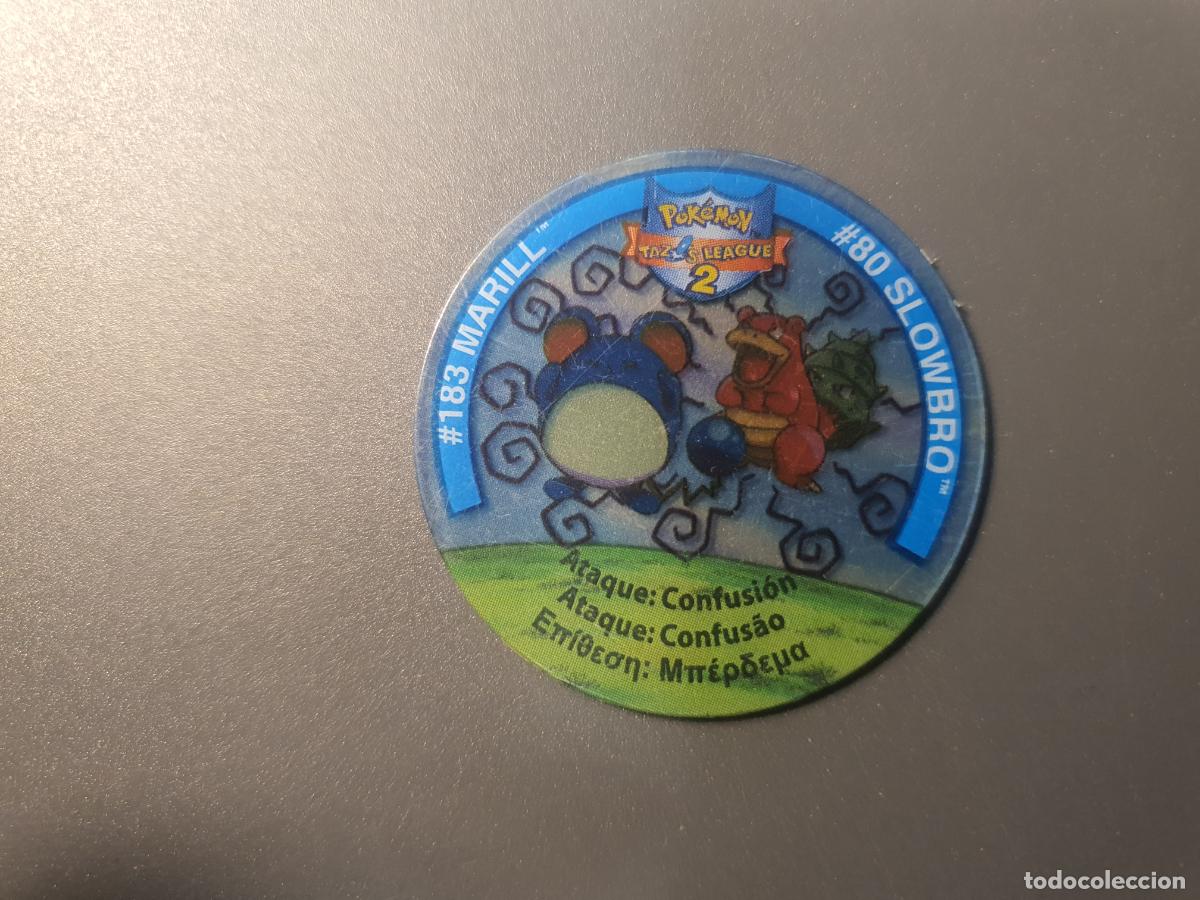 POKéMON
TAZOS LEAGUE
2
#183 MARILL™
#80 SLOWBRO™
Ataque: Confusión
Ataque: Confusão
Επίθεση: Μπέρδεμα
todocoleccion